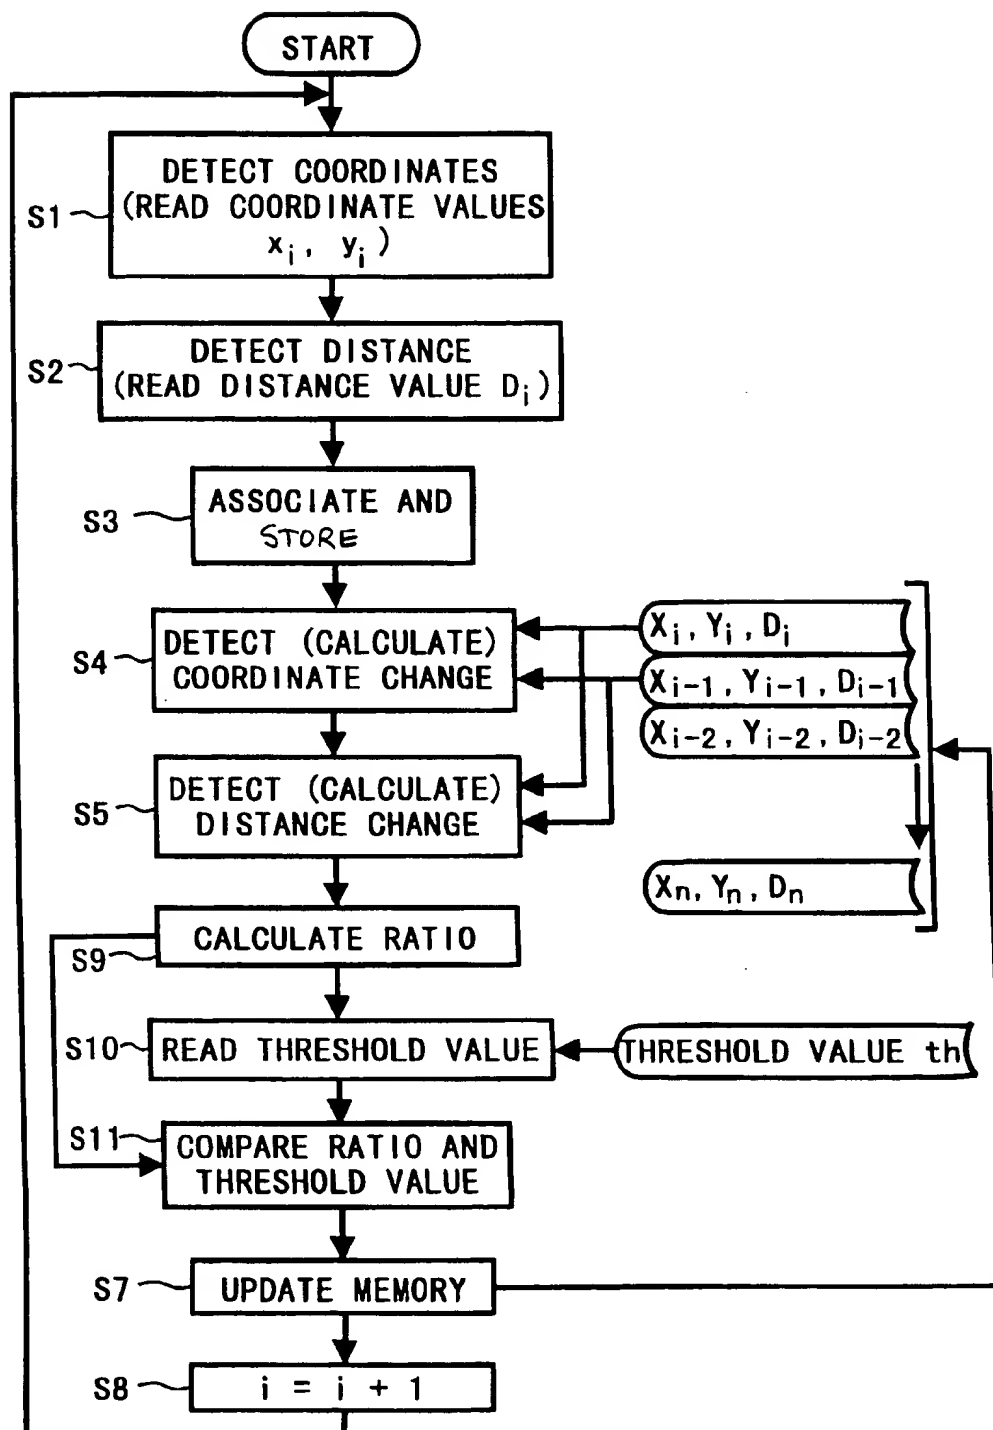 START
S1
DETECT COORDINATES
(READ COORDINATE VALUES
xi, yi)
S2
DETECT DISTANCE
(READ DISTANCE VALUE Di)
S3
ASSOCIATE AND
STORE
S4
DETECT (CALCULATE)
COORDINATE CHANGE
Xi, Yi, Di
Xi-1, Yi-1, Di-1
Xi-2, Yi-2, Di-2
Xn, Yn, Dn
S5
DETECT (CALCULATE)
DISTANCE CHANGE
S9
CALCULATE RATIO
S10
READ THRESHOLD VALUE
THRESHOLD VALUE th
S11
COMPARE RATIO AND
THRESHOLD VALUE
S7
UPDATE MEMORY
S8
i = i + 1